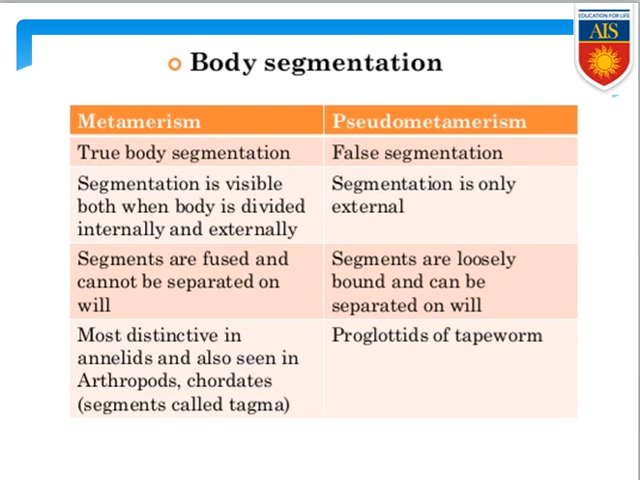 EDUCATION FOR LIFE
AIS
Body segmentation
Metamerism
Pseudometamerism
True body segmentation
False segmentation
Segmentation is visible
both when body is divided
internally and externally
Segmentation is only
external
Segments are fused and
cannot be separated on
will
Segments are loosely
bound and can be
separated on will
Most distinctive in
annelids and also seen in
Arthropods, chordates
(segments called tagma)
Proglottids of tapeworm